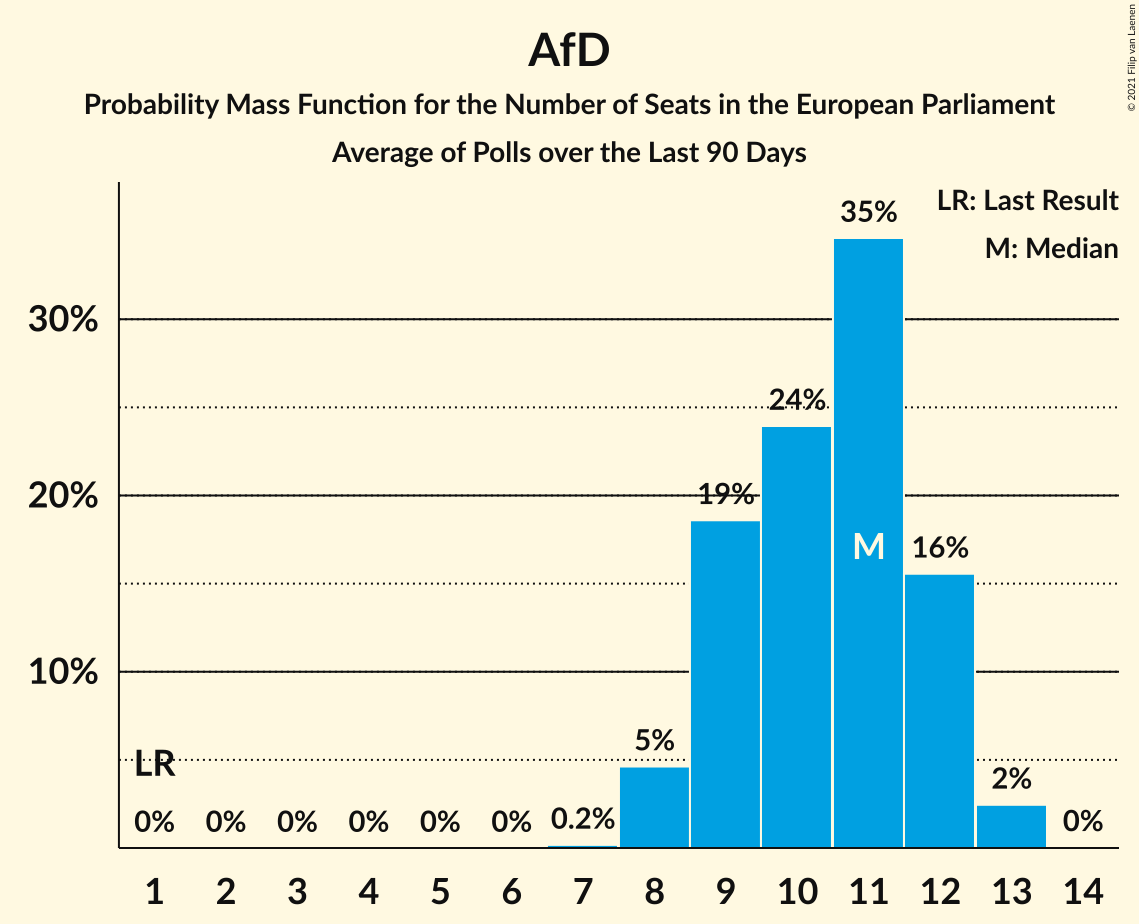 AfD
Probability Mass Function for the Number of Seats in the European Parliament
Average of Polls over the Last 90 Days
© 2021 Filip van Laenen
LR: Last Result
M: Median
35%
30%
24%
20%
19%
M
16%
10%
5%
LR
2%
0%
0%
0%
0%
0%
0%
0.2%
0%
1 2 3 4 5 6 7 8 9 10 11 12 13 14